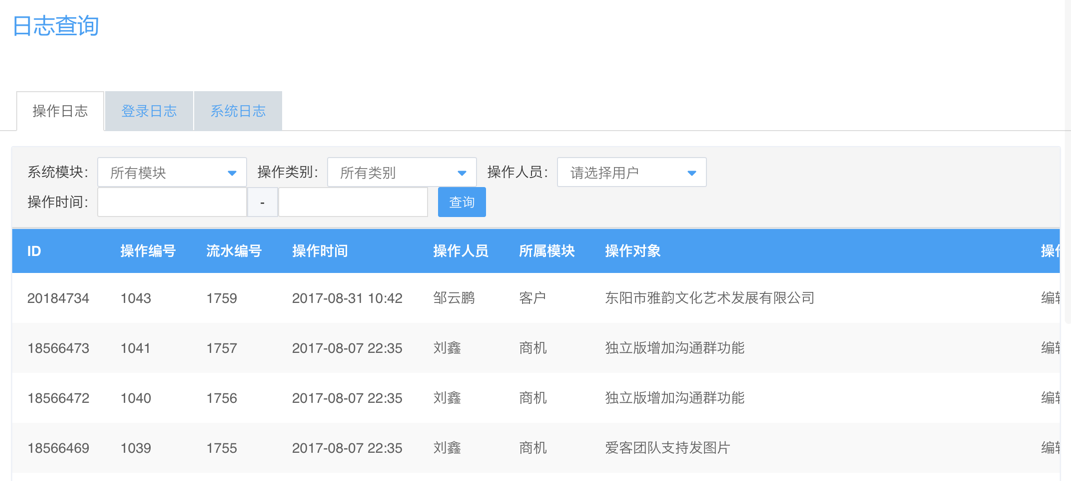 日志查询
操作日志 登录日志 系统日志
系统模块： 所有模块 操作类别： 所有类别 操作人员： 请选择用户
操作时间： - 查询
ID 操作编号 流水编号 操作时间 操作人员 所属模块 操作对象 操作
20184734 1043 1759 2017-08-31 10:42 邹云鹏 客户 东阳市雅韵文化艺术发展有限公司 编辑
18566473 1041 1757 2017-08-07 22:35 刘鑫 商机 独立版增加沟通群功能 编辑
18566472 1040 1756 2017-08-07 22:35 刘鑫 商机 独立版增加沟通群功能 编辑
18566469 1039 1755 2017-08-07 22:35 刘鑫 商机 爱客团队支持发图片 编辑